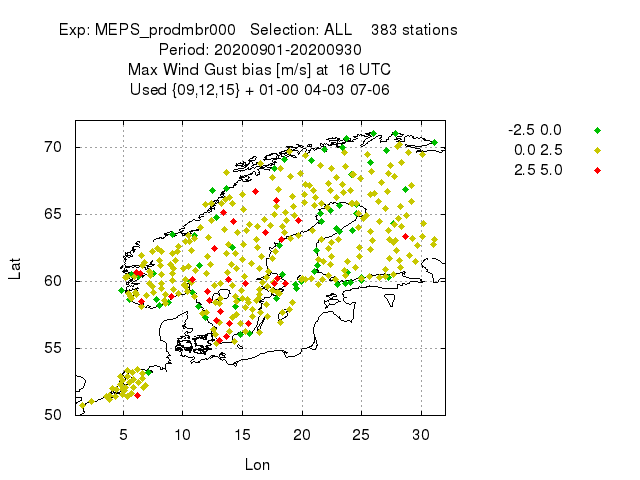 Exp: MEPS_prodmbr000 Selection: ALL 383 stations
Period: 20200901-20200930
Max Wind Gust bias [m/s] at 16 UTC
Used {09,12,15} + 01-00 04-03 07-06
-2.5 0.0
0.0 2.5
2.5 5.0
70
65
60
55
50
Lat
5 10 15 20 25 30
Lon